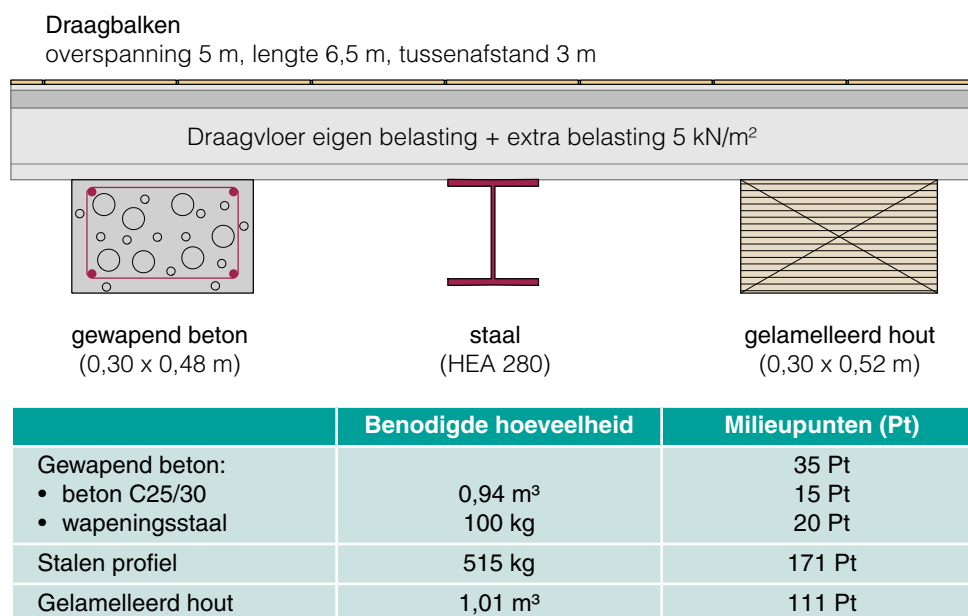 Draagbalken
overspanning 5 m, lengte 6,5 m, tussenafstand 3 m
Draagvloer eigen belasting + extra belasting 5 kN/m²
gewapend beton
(0,30 x 0,48 m)
staal
(HEA 280)
gelamelleerd hout
(0,30 x 0,52 m)
Benodigde hoeveelheid Milieupunten (Pt)
Gewapend beton: 35 Pt
• beton C25/30 0,94 m³ 15 Pt
• wapeningsstaal 100 kg 20 Pt
Stalen profiel 515 kg 171 Pt
Gelamelleerd hout 1,01 m³ 111 Pt